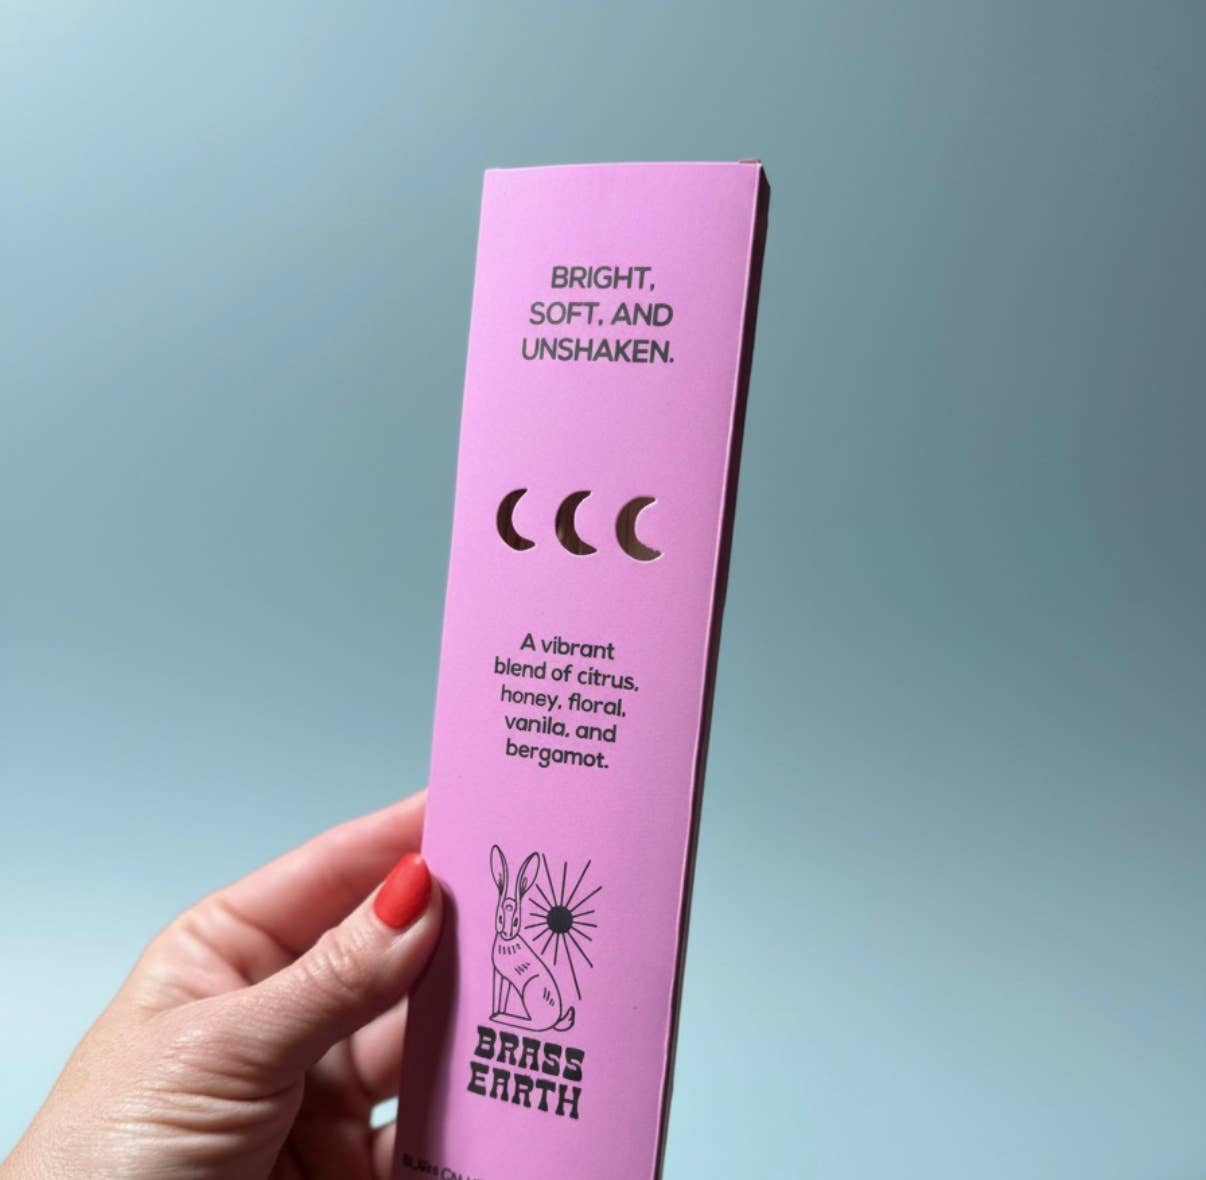 BRIGHT,
SOFT, AND
UNSHAKEN.
A vibrant
blend of citrus,
honey, floral,
vanila, and
bergamot.
BRASS
EARTH